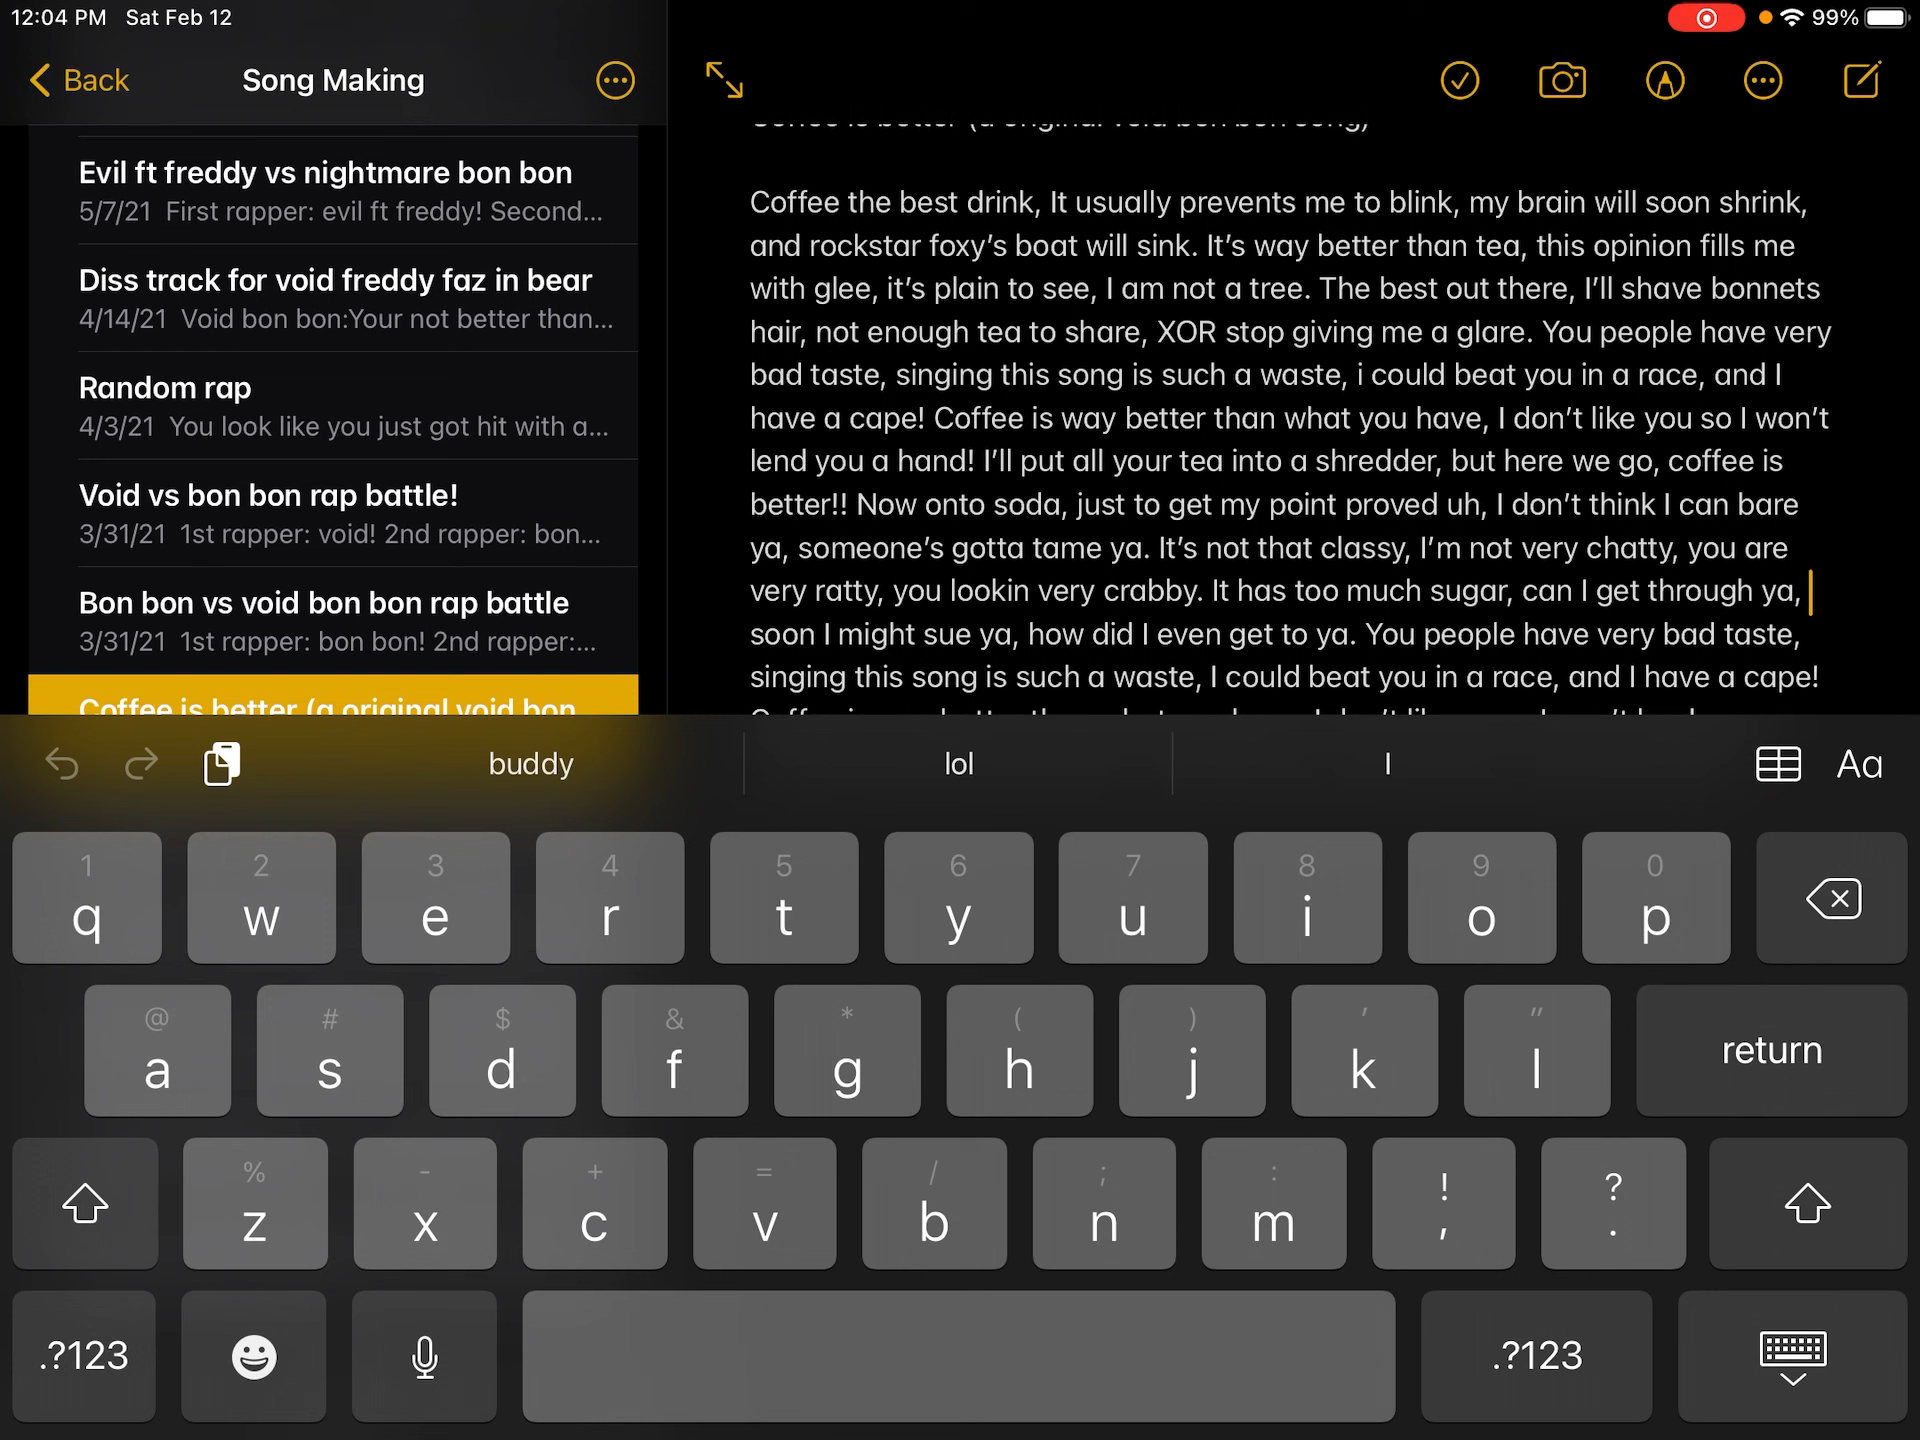 12:04 PM Sat Feb 12
99%
Back
Song Making
Evil ft freddy vs nightmare bon bon
5/7/21 First rapper: evil ft freddy! Second...
Diss track for void freddy faz in bear
4/14/21 Void bon bon:Your not better than...
Random rap
4/3/21 You look like you just got hit with a...
Void vs bon bon rap battle!
3/31/21 1st rapper: void! 2nd rapper: bon...
Bon bon vs void bon bon rap battle
3/31/21 1st rapper: bon bon! 2nd rapper:...
Coffee is better (a original void bon
Coffee is better (a original void bon bon song)
Coffee the best drink, It usually prevents me to blink, my brain will soon shrink,
and rockstar foxy’s boat will sink. It’s way better than tea, this opinion fills me
with glee, it’s plain to see, I am not a tree. The best out there, I’ll shave bonnets
hair, not enough tea to share, XOR stop giving me a glare. You people have very
bad taste, singing this song is such a waste, i could beat you in a race, and I
have a cape! Coffee is way better than what you have, I don’t like you so I won’t
lend you a hand! I’ll put all your tea into a shredder, but here we go, coffee is
better!! Now onto soda, just to get my point proved uh, I don’t think I can bare
ya, someone’s gotta tame ya. It’s not that classy, I’m not very chatty, you are
very ratty, you lookin very crabby. It has too much sugar, can I get through ya,
soon I might sue ya, how did I even get to ya. You people have very bad taste,
singing this song is such a waste, I could beat you in a race, and I have a cape!
buddy
lol
I
Aa
1 2 3 4 5 6 7 8 9 0
q w e r t y u i o p
@ # $ & * ( ) ' "
a s d f g h j k l return
% - + = / ; : ! ?
z x c v b n m , .
.?123
.?123